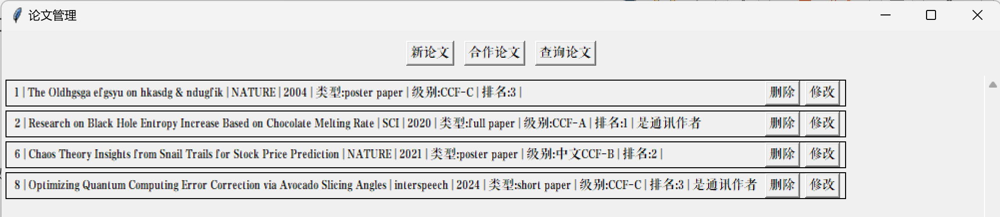 论文管理
新论文 合作论文 查询论文
1 | The Oldhgsga efgsyu on hkasdg & ndugfik | NATURE | 2004 | 类型:poster paper | 级别:CCF-C | 排名:3 | 删除 修改
2 | Research on Black Hole Entropy Increase Based on Chocolate Melting Rate | SCI | 2020 | 类型:full paper | 级别:CCF-A | 排名:1 | 是通讯作者 删除 修改
6 | Chaos Theory Insights from Snail Trails for Stock Price Prediction | NATURE | 2021 | 类型:poster paper | 级别:中文CCF-B | 排名:2 | 删除 修改
8 | Optimizing Quantum Computing Error Correction via Avocado Slicing Angles | interspeech | 2024 | 类型:short paper | 级别:CCF-C | 排名:3 | 是通讯作者 删除 修改